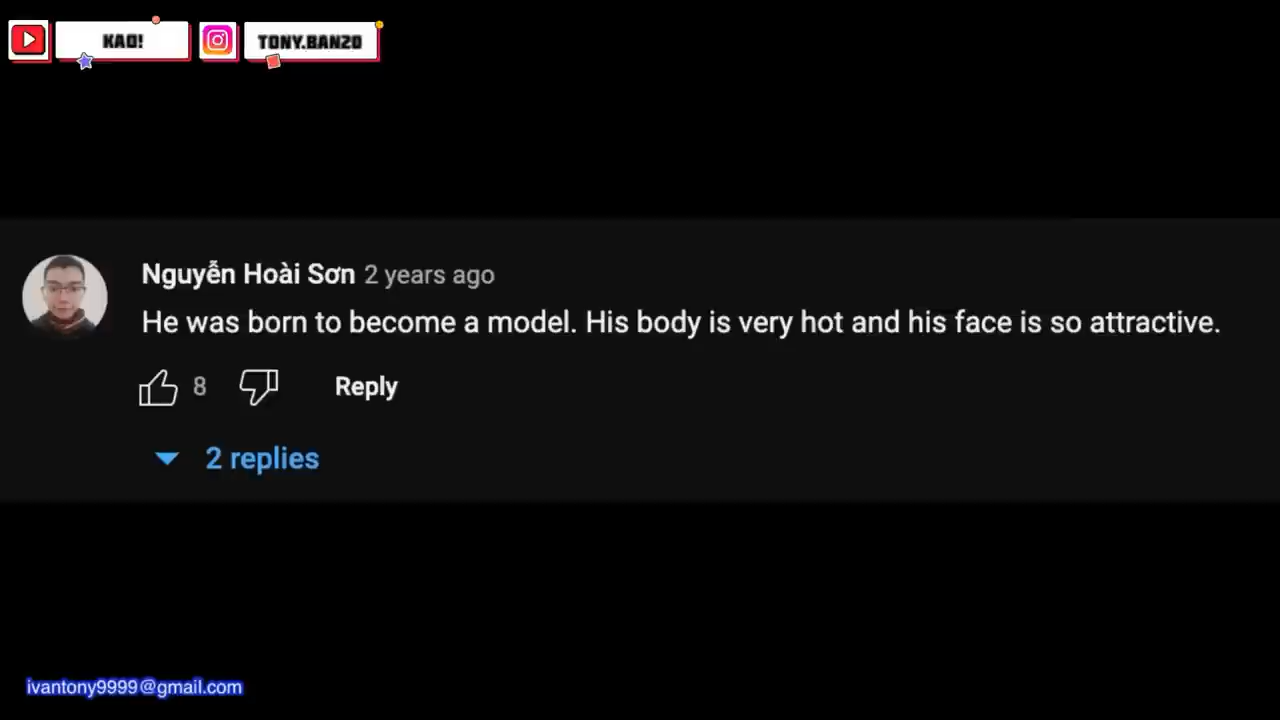 KAO!
TONY.BAN20
Nguyễn Hoài Sơn 2 years ago
He was born to become a model. His body is very hot and his face is so attractive.
8 Reply
2 replies
ivantony9999@gmail.com